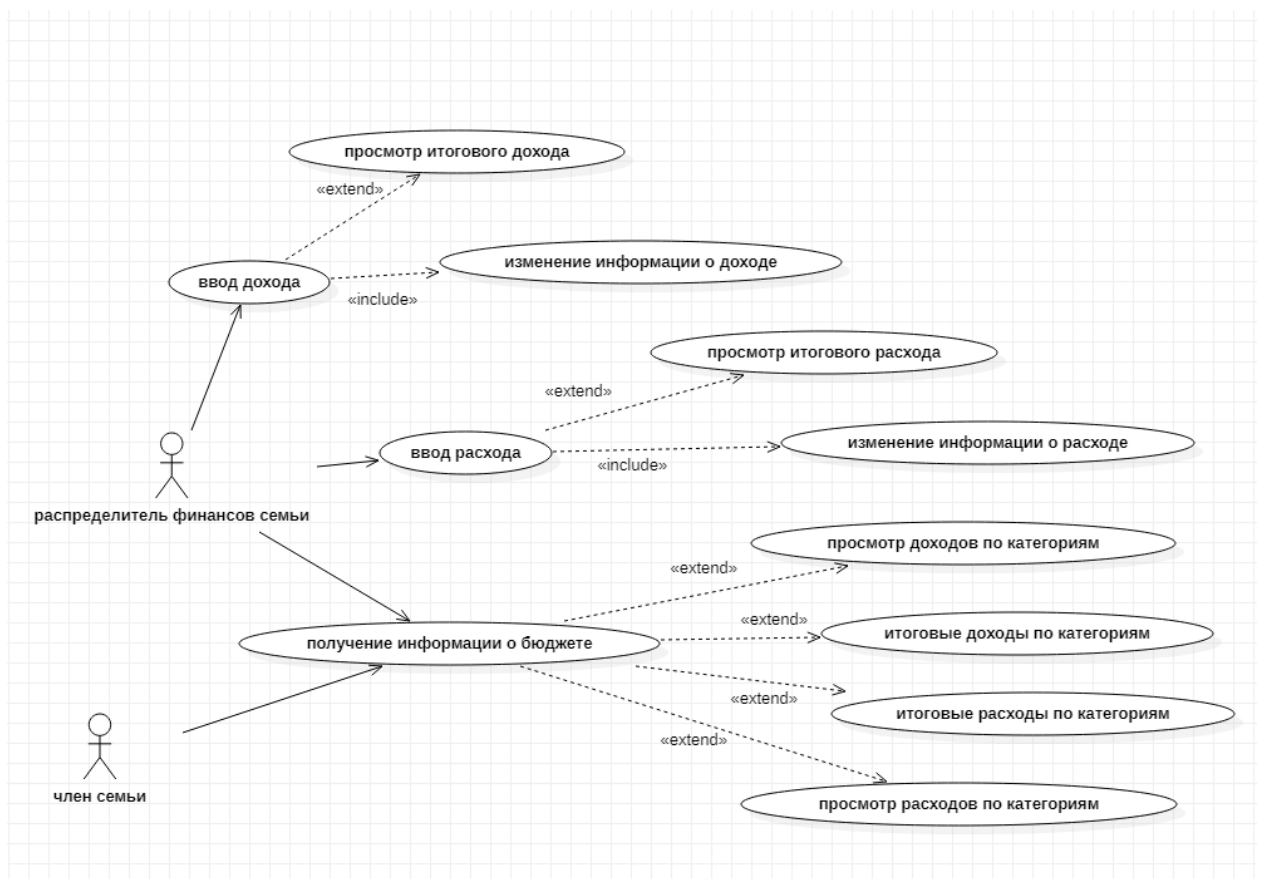 просмотр итогового дохода
«extend»
изменение информации о доходе
ввод дохода
«include»
просмотр итогового расхода
«extend»
изменение информации о расходе
ввод расхода
«include»
распределитель финансов семьи
просмотр доходов по категориям
«extend»
«extend»
итоговые доходы по категориям
получение информации о бюджете
«extend»
итоговые расходы по категориям
«extend»
член семьи
просмотр расходов по категориям